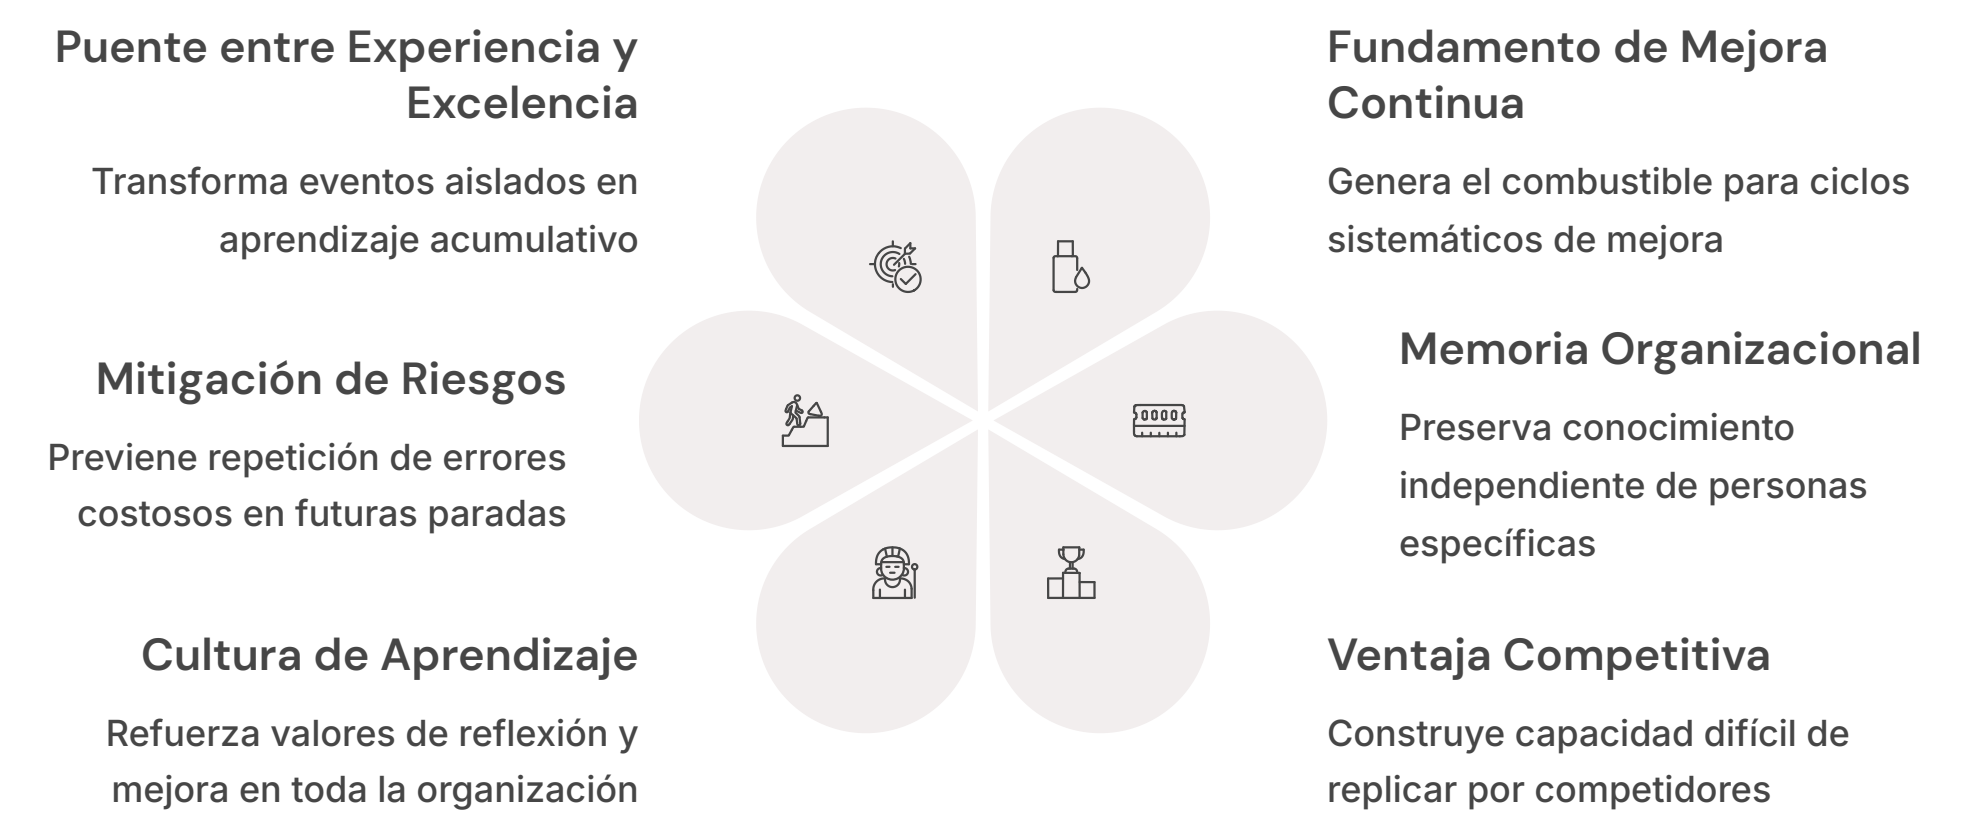 Puente entre Experiencia y
Excelencia
Transforma eventos aislados en
aprendizaje acumulativo
Fundamento de Mejora
Continua
Genera el combustible para ciclos
sistemáticos de mejora
Mitigación de Riesgos
Previene repetición de errores
costosos en futuras paradas
Memoria Organizacional
Preserva conocimiento
independiente de personas
específicas
Cultura de Aprendizaje
Refuerza valores de reflexión y
mejora en toda la organización
Ventaja Competitiva
Construye capacidad difícil de
replicar por competidores